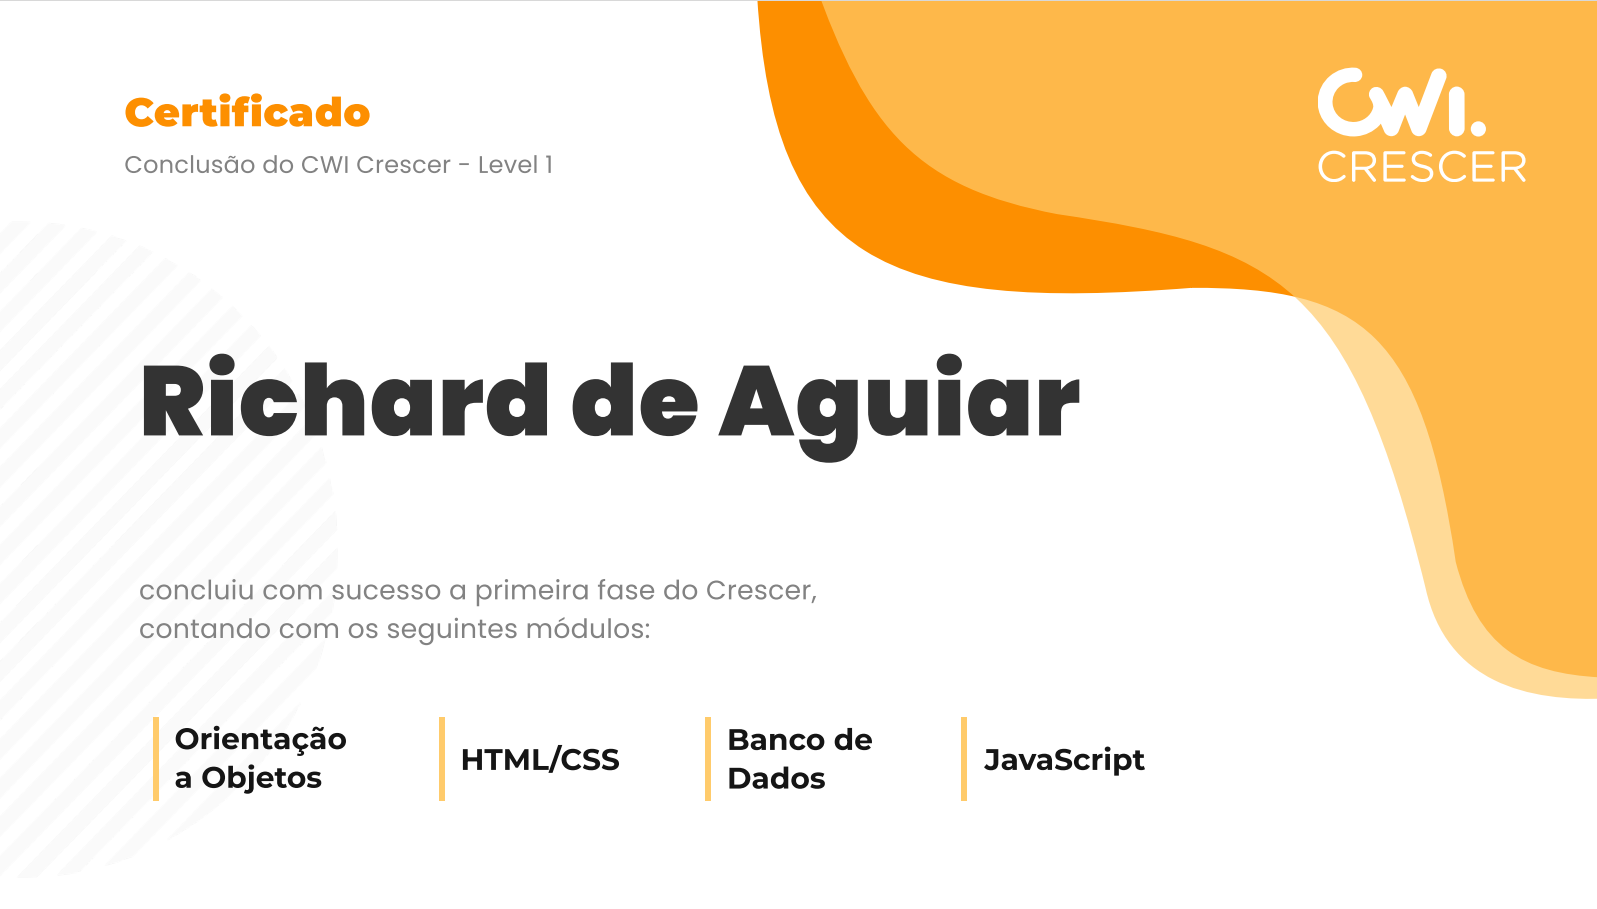 Certificado
Conclusão do CWI Crescer - Level 1
CWI.
CRESCER
Richard de Aguiar
concluiu com sucesso a primeira fase do Crescer,
contando com os seguintes módulos:
Orientação
a Objetos
HTML/CSS
Banco de
Dados
JavaScript